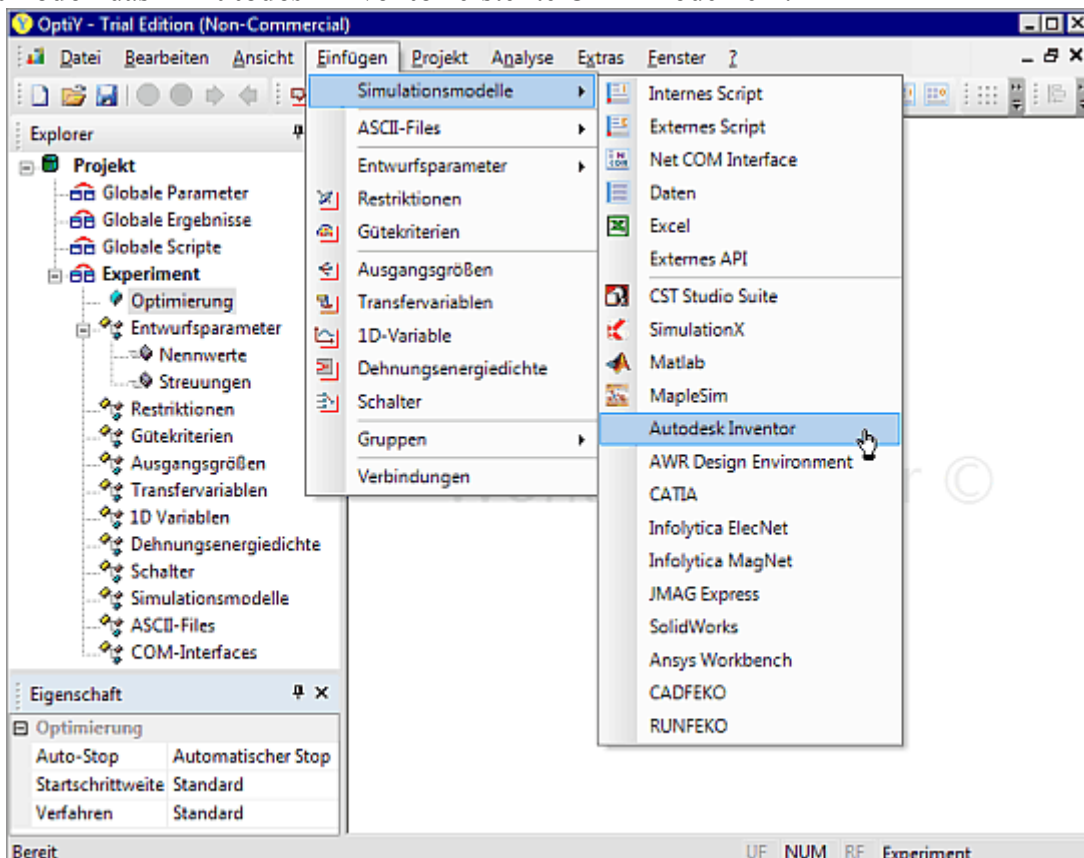 OptiY - Trial Edition (Non-Commercial)
Datei Bearbeiten Ansicht Einfügen Projekt Analyse Extras Fenster ?
Explorer
Projekt
Globale Parameter
Globale Ergebnisse
Globale Scripte
Experiment
Optimierung
Entwurfsparameter
Nennwerte
Streuungen
Restriktionen
Gütekriterien
Ausgangsgrößen
Transfervariablen
1D Variablen
Dehnungsenergiedichte
Schalter
Simulationsmodelle
ASCII-Files
COM-Interfaces
Simulationsmodelle
ASCII-Files
Entwurfsparameter
Restriktionen
Gütekriterien
Ausgangsgrößen
Transfervariablen
1D-Variable
Dehnungsenergiedichte
Schalter
Gruppen
Verbindungen
Internes Script
Externes Script
Net COM Interface
Daten
Excel
Externes API
CST Studio Suite
SimulationX
Matlab
MapleSim
Autodesk Inventor
AWR Design Environment
CATIA
Infolytica ElecNet
Infolytica MagNet
JMAG Express
SolidWorks
Ansys Workbench
CADFEKO
RUNFEKO
©
Eigenschaft
Optimierung
Auto-Stop Automatischer Stop
Startschrittweite Standard
Verfahren Standard
Bereit UF NUM RF Experiment